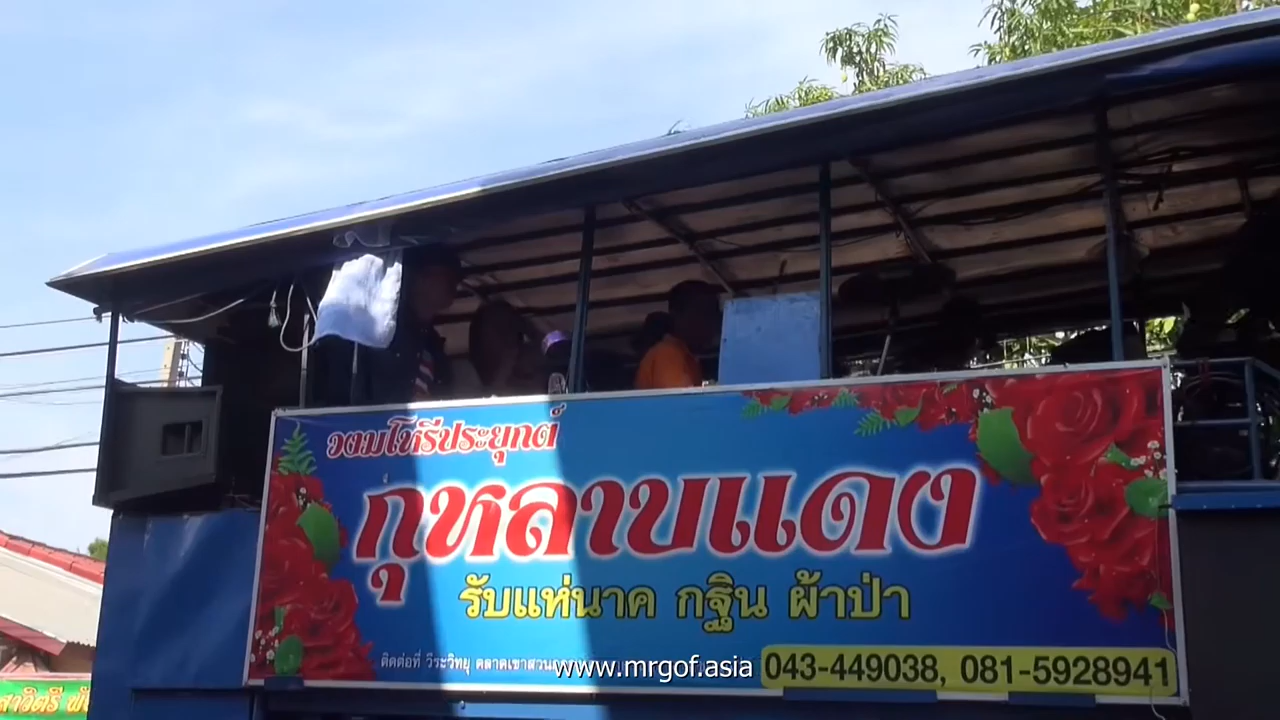 วงมโหรีประยุกต์
กุหลาบแดง
รับแห่นาค กฐิน ผ้าป่า
ติดต่อที่ วีระวิทยุ ตลาดเขาสวน
www.mrgof.asia
043-449038, 081-5928941
สาวิตรี